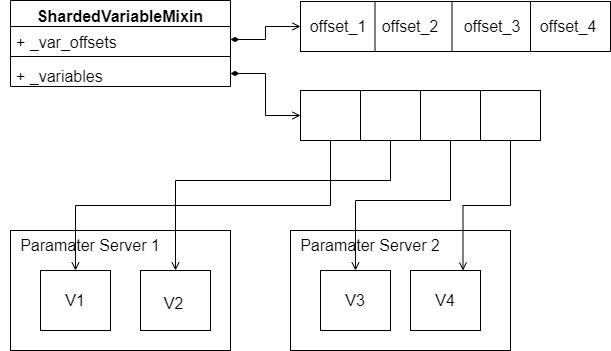 ShardedVariableMixin
+ _var_offsets
+ _variables
offset_1 offset_2 offset_3 offset_4
Paramater Server 1
V1 V2
Paramater Server 2
V3 V4